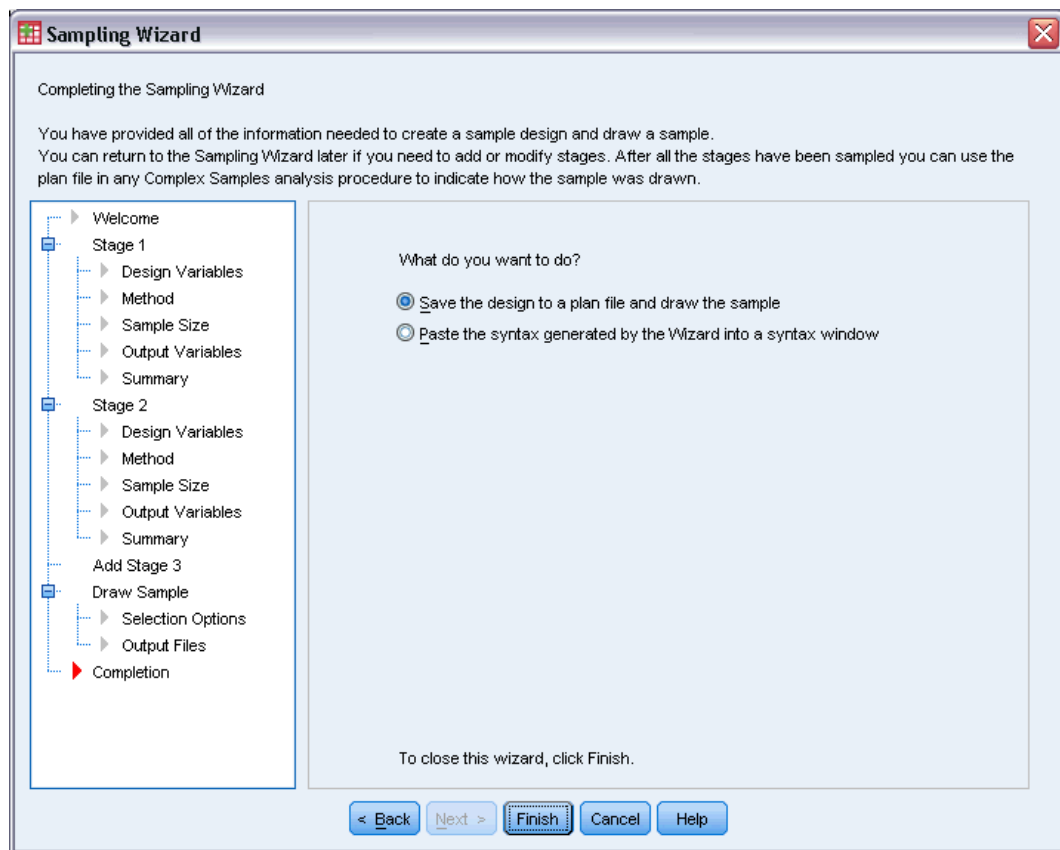 Sampling Wizard
Completing the Sampling Wizard
You have provided all of the information needed to create a sample design and draw a sample.
You can return to the Sampling Wizard later if you need to add or modify stages. After all the stages have been sampled you can use the
plan file in any Complex Samples analysis procedure to indicate how the sample was drawn.
Welcome
Stage 1
Design Variables
Method
Sample Size
Output Variables
Summary
Stage 2
Design Variables
Method
Sample Size
Output Variables
Summary
Add Stage 3
Draw Sample
Selection Options
Output Files
Completion
What do you want to do?
Save the design to a plan file and draw the sample
Paste the syntax generated by the Wizard into a syntax window
To close this wizard, click Finish.
< Back Next > Finish Cancel Help